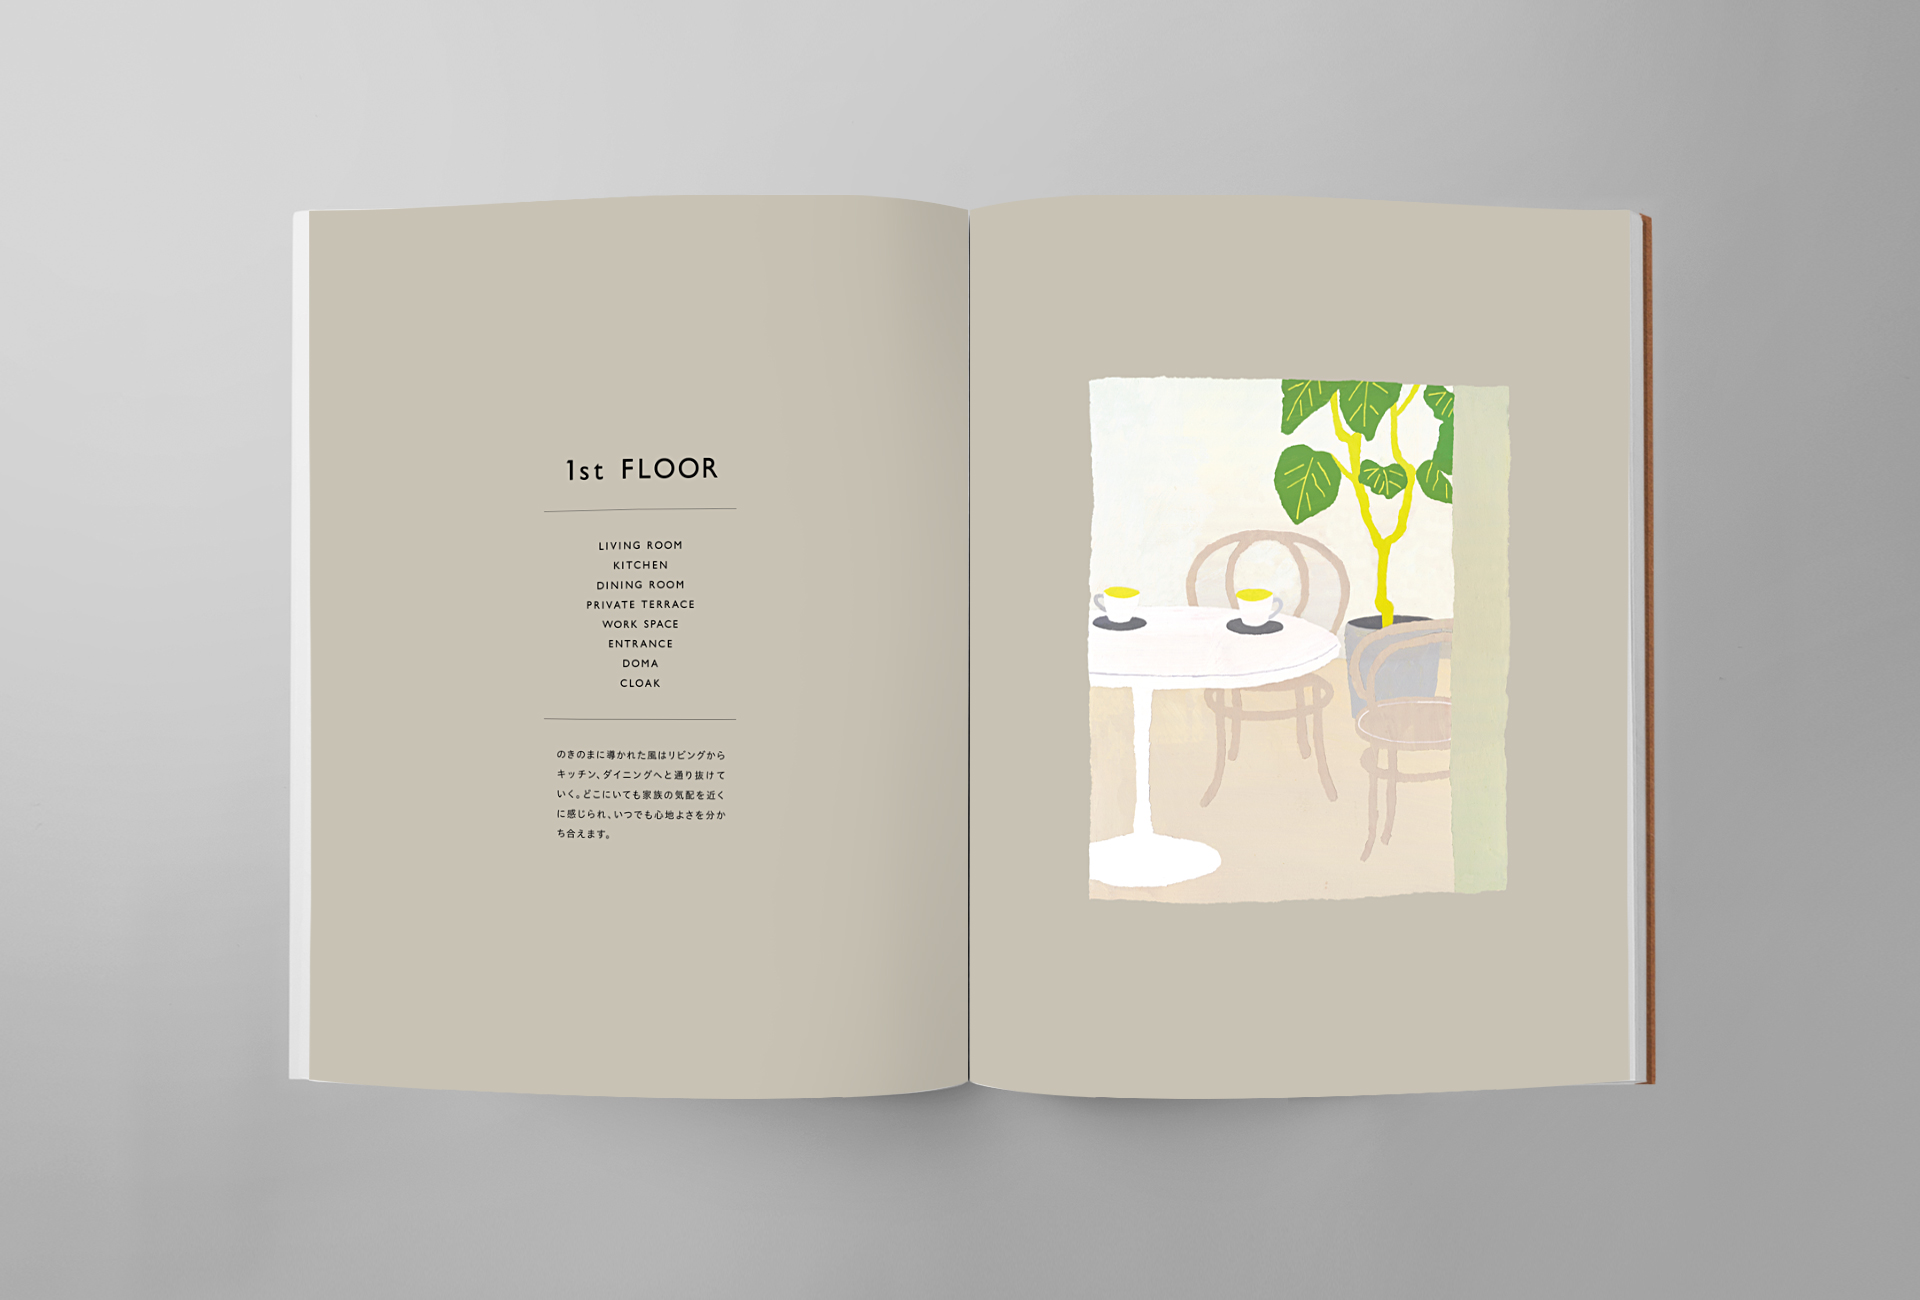 1st FLOOR
LIVING ROOM
KITCHEN
DINING ROOM
PRIVATE TERRACE
WORK SPACE
ENTRANCE
DOMA
CLOAK
のきのまに導かれた風はリビングから
キッチン、ダイニングへと通り抜けて
いく。どこにいても家族の気配を近く
に感じられ、いつでも心地よさを分か
ち合えます。